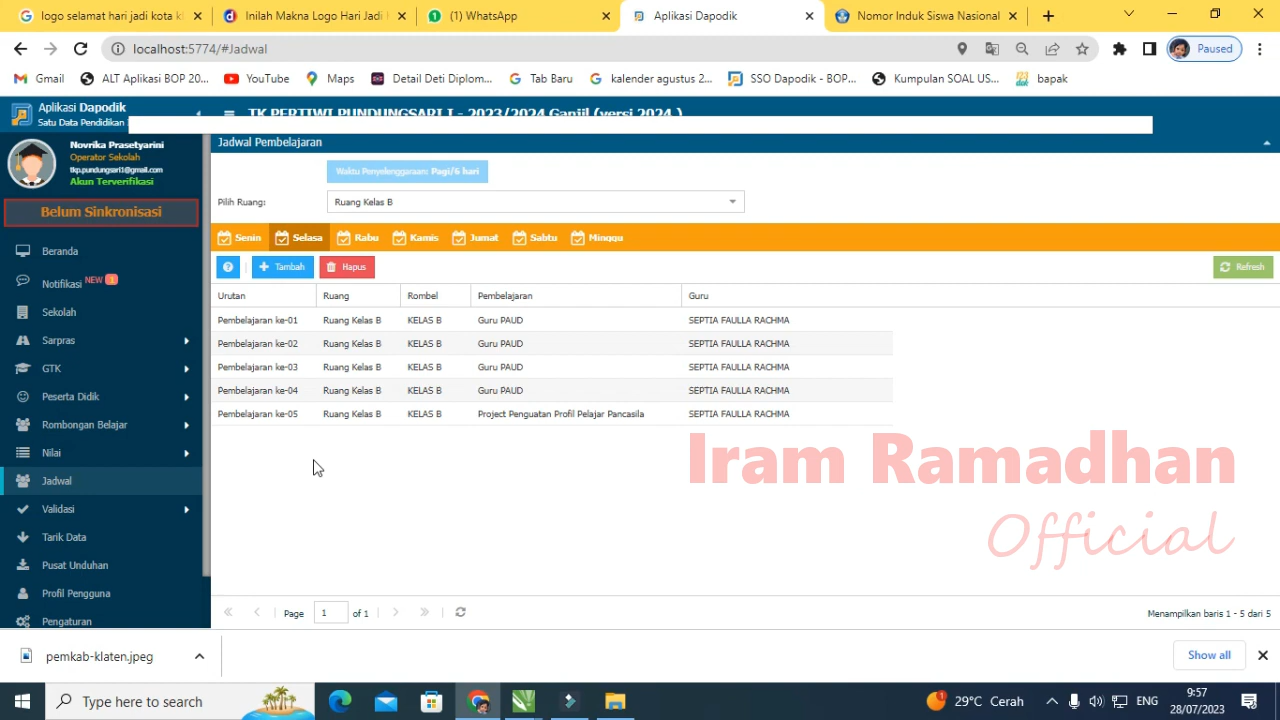 logo selamat hari jadi kota kl
Inilah Makna Logo Hari Jadi
(1) WhatsApp
Aplikasi Dapodik
Nomor Induk Siswa Nasional
localhost:5774/#Jadwal
Paused
Gmail
ALT Aplikasi BOP 20...
YouTube
Maps
Detail Deti Diplom...
Tab Baru
kalender agustus 2...
SSO Dapodik - BOP...
Kumpulan SOAL US...
bapak
Aplikasi Dapodik
Satu Data Pendidikan
TK PERTIWI PUNDUNGSARI I - 2023/2024 Ganjil (versi 2024 )
Novrika Prasetyarini
Operator Sekolah
tkp.pundungsari1@gmail.com
Akun Terverifikasi
Belum Sinkronisasi
Beranda
Notifikasi NEW 1
Sekolah
Sarpras
GTK
Peserta Didik
Rombongan Belajar
Nilai
Jadwal
Validasi
Tarik Data
Pusat Unduhan
Profil Pengguna
Pengaturan
Jadwal Pembelajaran
Waktu Penyelenggaraan: Pagi/6 hari
Pilih Ruang: Ruang Kelas B
Senin Selasa Rabu Kamis Jumat Sabtu Minggu
Tambah Hapus Refresh
Urutan Ruang Rombel Pembelajaran Guru
Pembelajaran ke-01 Ruang Kelas B KELAS B Guru PAUD SEPTIA FAULLA RACHMA
Pembelajaran ke-02 Ruang Kelas B KELAS B Guru PAUD SEPTIA FAULLA RACHMA
Pembelajaran ke-03 Ruang Kelas B KELAS B Guru PAUD SEPTIA FAULLA RACHMA
Pembelajaran ke-04 Ruang Kelas B KELAS B Guru PAUD SEPTIA FAULLA RACHMA
Pembelajaran ke-05 Ruang Kelas B KELAS B Project Penguatan Profil Pelajar Pancasila SEPTIA FAULLA RACHMA
Iram Ramadhan
Official
Page 1 of 1
Menampilkan baris 1 - 5 dari 5
pemkab-klaten.jpeg
Show all
Type here to search
29°C Cerah
ENG
9:57
28/07/2023